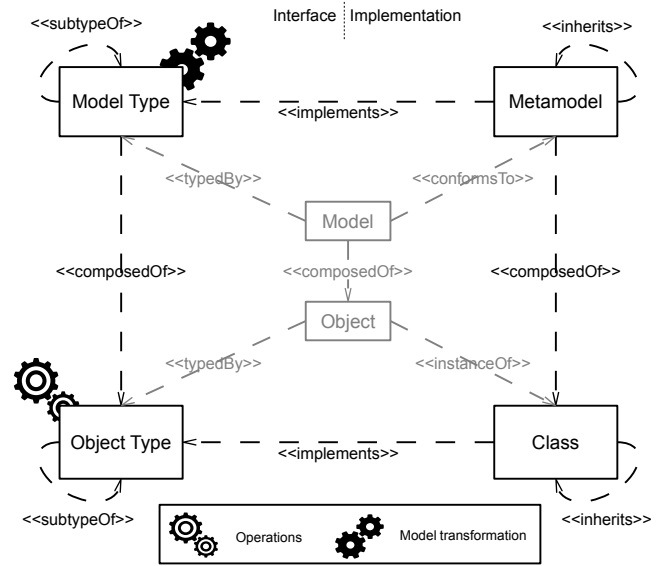 Interface
Implementation
<<subtypeOf>>
<<inherits>>
Model Type
Metamodel
<<implements>>
<<typedBy>>
<<conformsTo>>
Model
<<composedOf>>
<<composedOf>>
<<composedOf>>
Object
<<typedBy>>
<<instanceOf>>
Object Type
Class
<<implements>>
<<subtypeOf>>
<<inherits>>
Operations
Model transformation